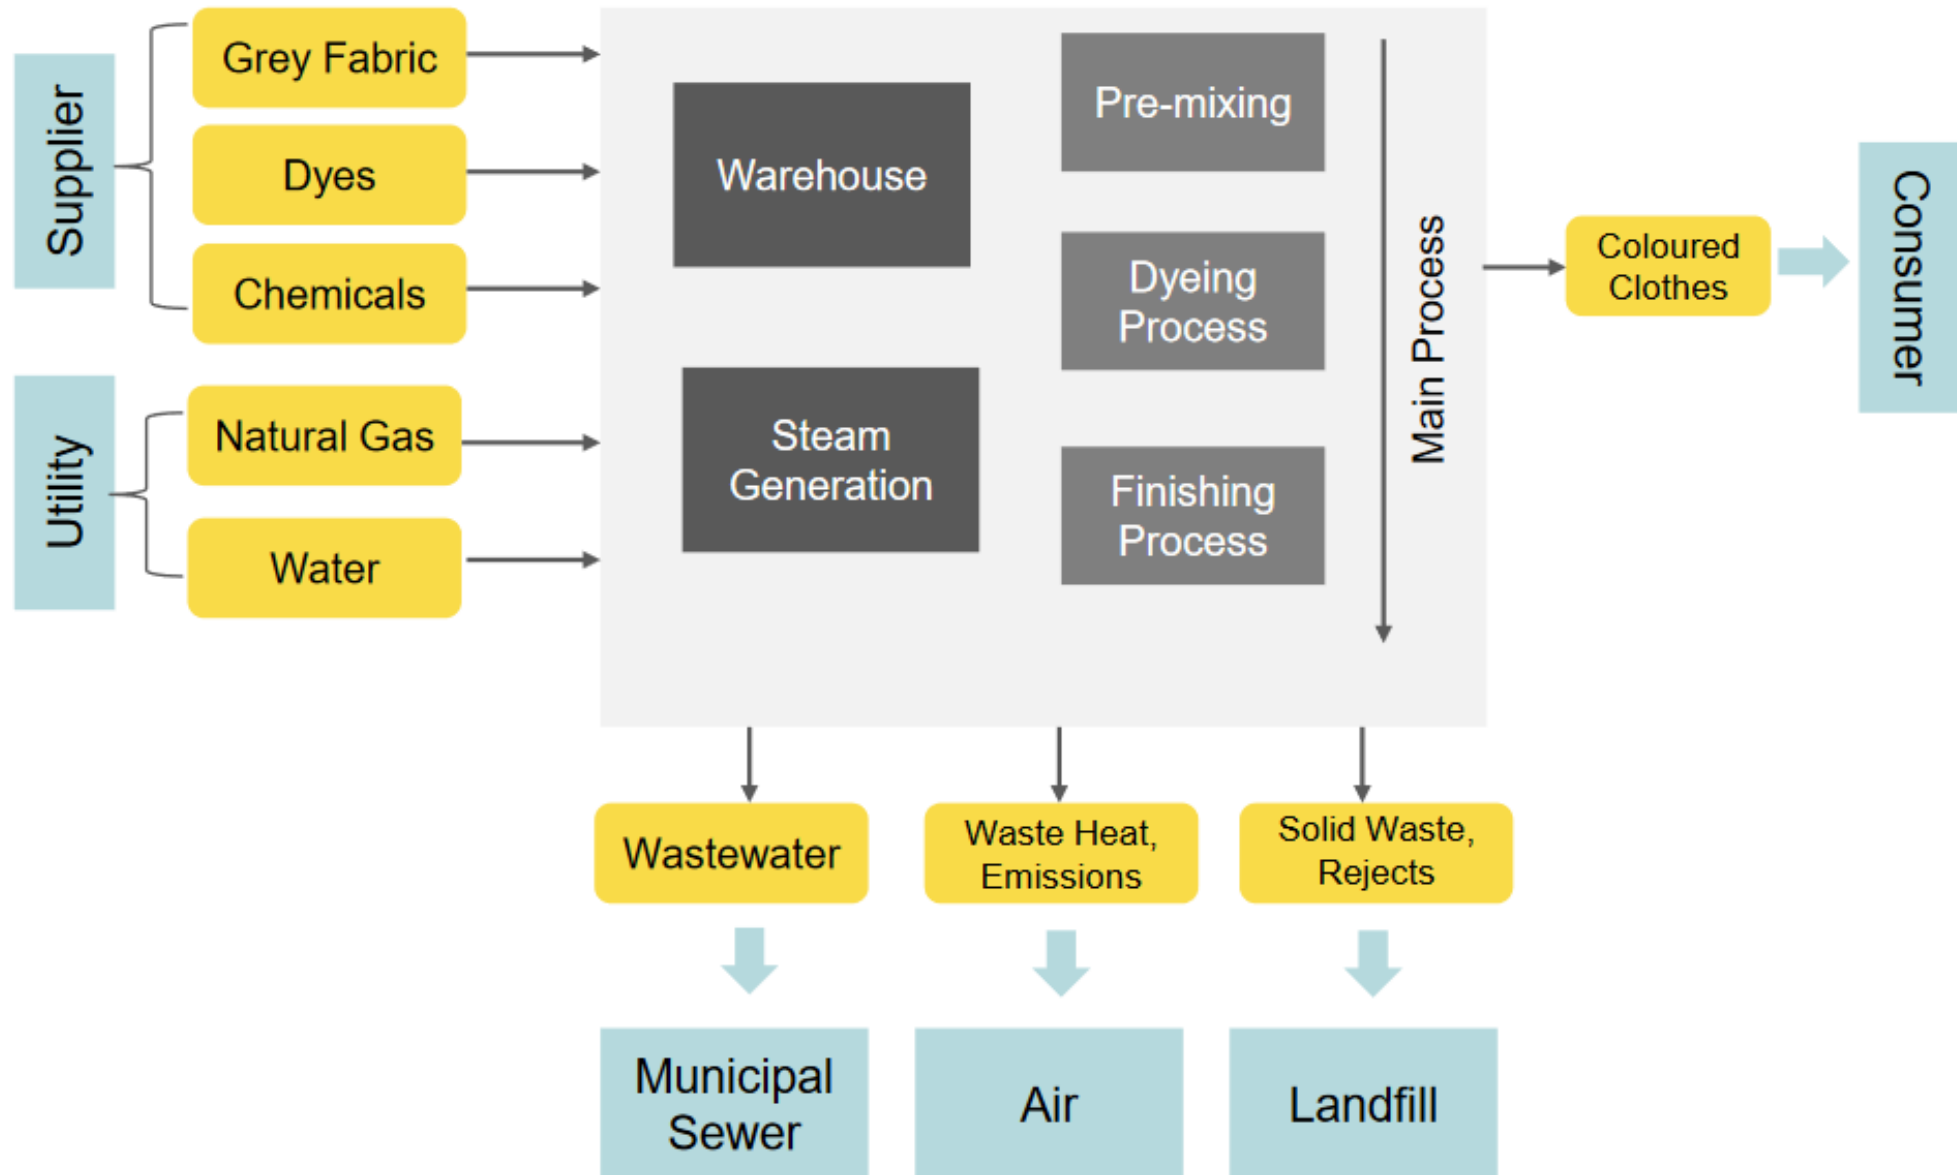 Supplier
Grey Fabric
Dyes
Chemicals
Utility
Natural Gas
Water
Warehouse
Steam
Generation
Pre-mixing
Dyeing
Process
Finishing
Process
Main Process
Coloured
Clothes
Consumer
Wastewater
Waste Heat,
Emissions
Solid Waste,
Rejects
Municipal
Sewer
Air
Landfill